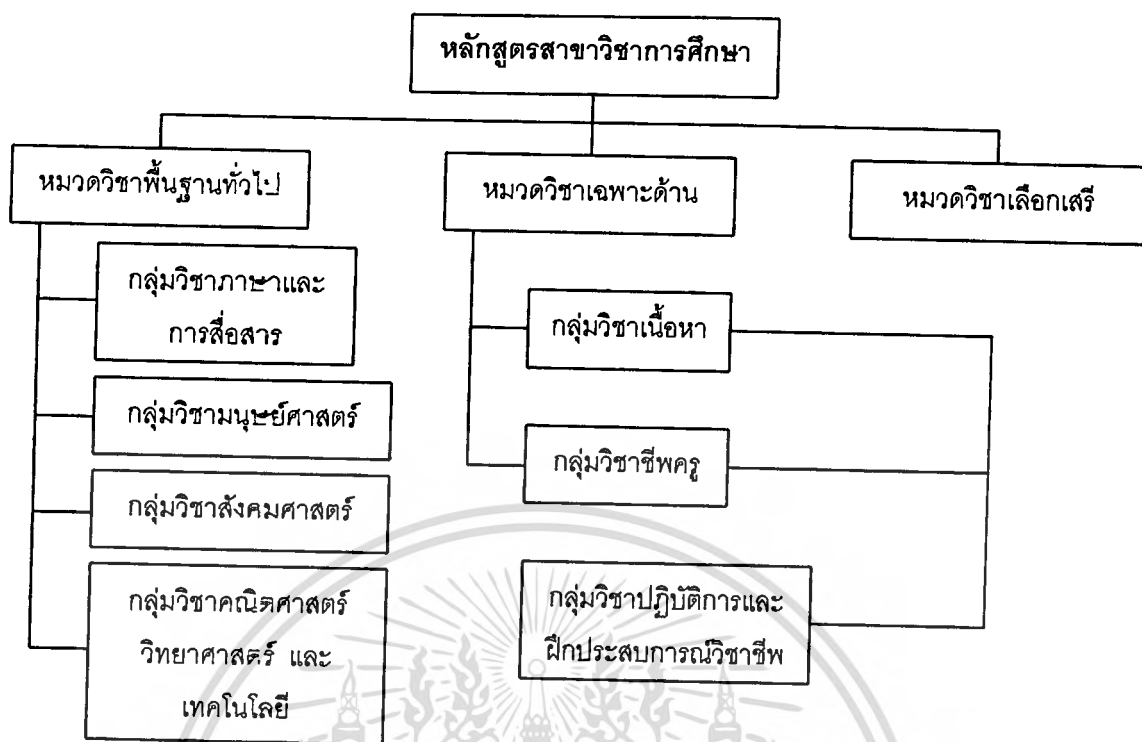 หลักสูตรสาขาวิชาการศึกษา
หมวดวิชาพื้นฐานทั่วไป
หมวดวิชาเฉพาะด้าน
หมวดวิชาเลือกเสรี
กลุ่มวิชาภาษาและ
การสื่อสาร
กลุ่มวิชามนุษย์ศาสตร์
กลุ่มวิชาสังคมศาสตร์
กลุ่มวิชาคณิตศาสตร์
วิทยาศาสตร์ และ
เทคโนโลยี
กลุ่มวิชาเนื้อหา
กลุ่มวิชาชีพครู
กลุ่มวิชาปฏิบัติการและ
ฝึกประสบการณ์วิชาชีพ